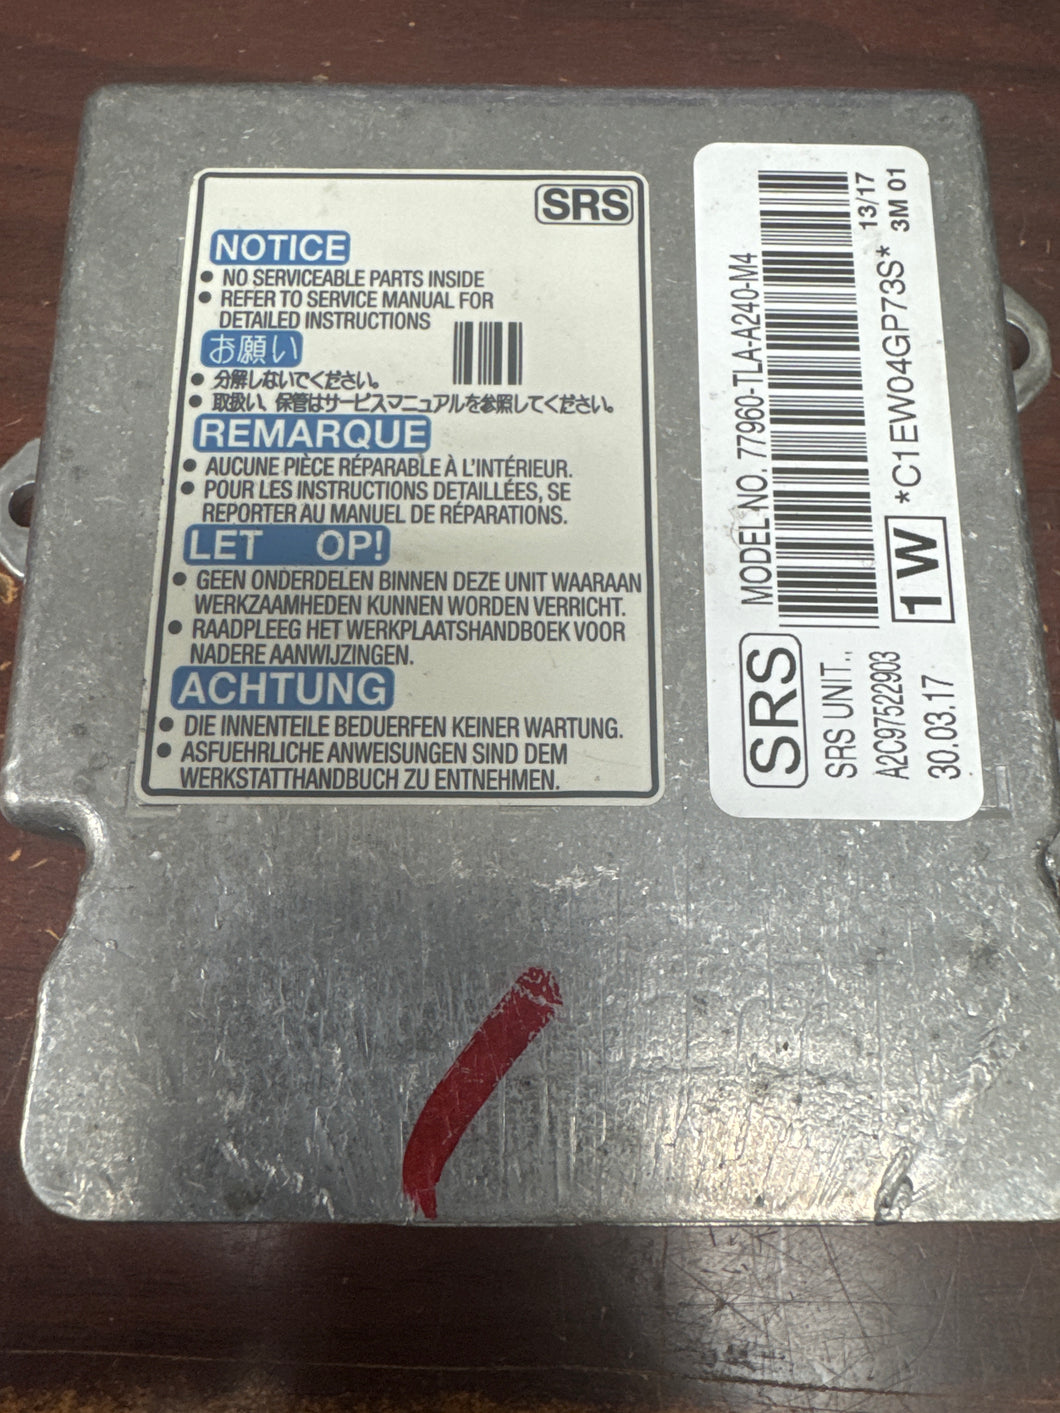 SRS
NOTICE
• NO SERVICEABLE PARTS INSIDE
• REFER TO SERVICE MANUAL FOR
DETAILED INSTRUCTIONS
お願い
• 分解しないでください。
• 取扱い、保管はサービスマニュアルを参照してください。
REMARQUE
• AUCUNE PIÈCE RÉPARABLE À L'INTÉRIEUR.
• POUR LES INSTRUCTIONS DÉTAILLÉES, SE
REPORTER AU MANUEL DE RÉPARATIONS.
LET OP!
• GEEN ONDERDELEN BINNEN DEZE UNIT WAARAAN
WERKZAAMHEDEN KUNNEN WORDEN VERRICHT.
• RAADPLEEG HET WERKPLAATSHANDBOEK VOOR
NADERE AANWIJZINGEN.
ACHTUNG
• DIE INNENTEILE BEDUERFEN KEINER WARTUNG.
• ASFUEHRLICHE ANWEISUNGEN SIND DEM
WERKSTATTHANDBUCH ZU ENTNEHMEN.
SRS
MODEL NO. 77960-TLA-A240-M4
SRS UNIT..
13/17
A2C97522903
1 W
*C1EW04GP73S*
30.03.17
3M 01